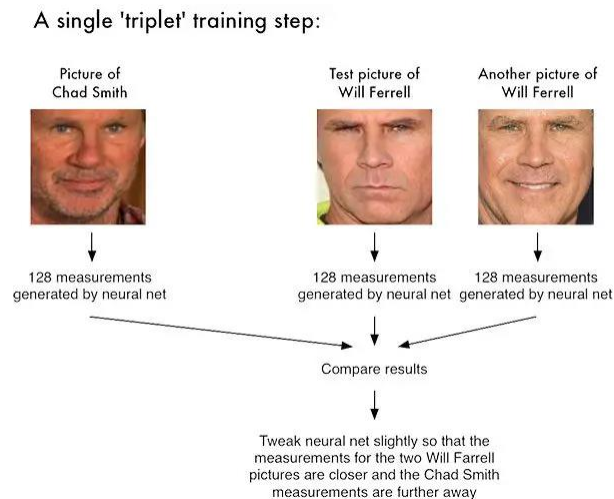 A single 'triplet' training step:
Picture of
Chad Smith
Test picture of
Will Ferrell
Another picture of
Will Ferrell
128 measurements
generated by neural net
128 measurements
generated by neural net
128 measurements
generated by neural net
Compare results
Tweak neural net slightly so that the
measurements for the two Will Farrell
pictures are closer and the Chad Smith
measurements are further away